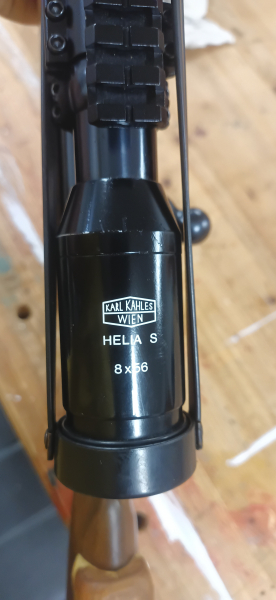 KARL KAHLES
WIEN
HELIA S
8x56